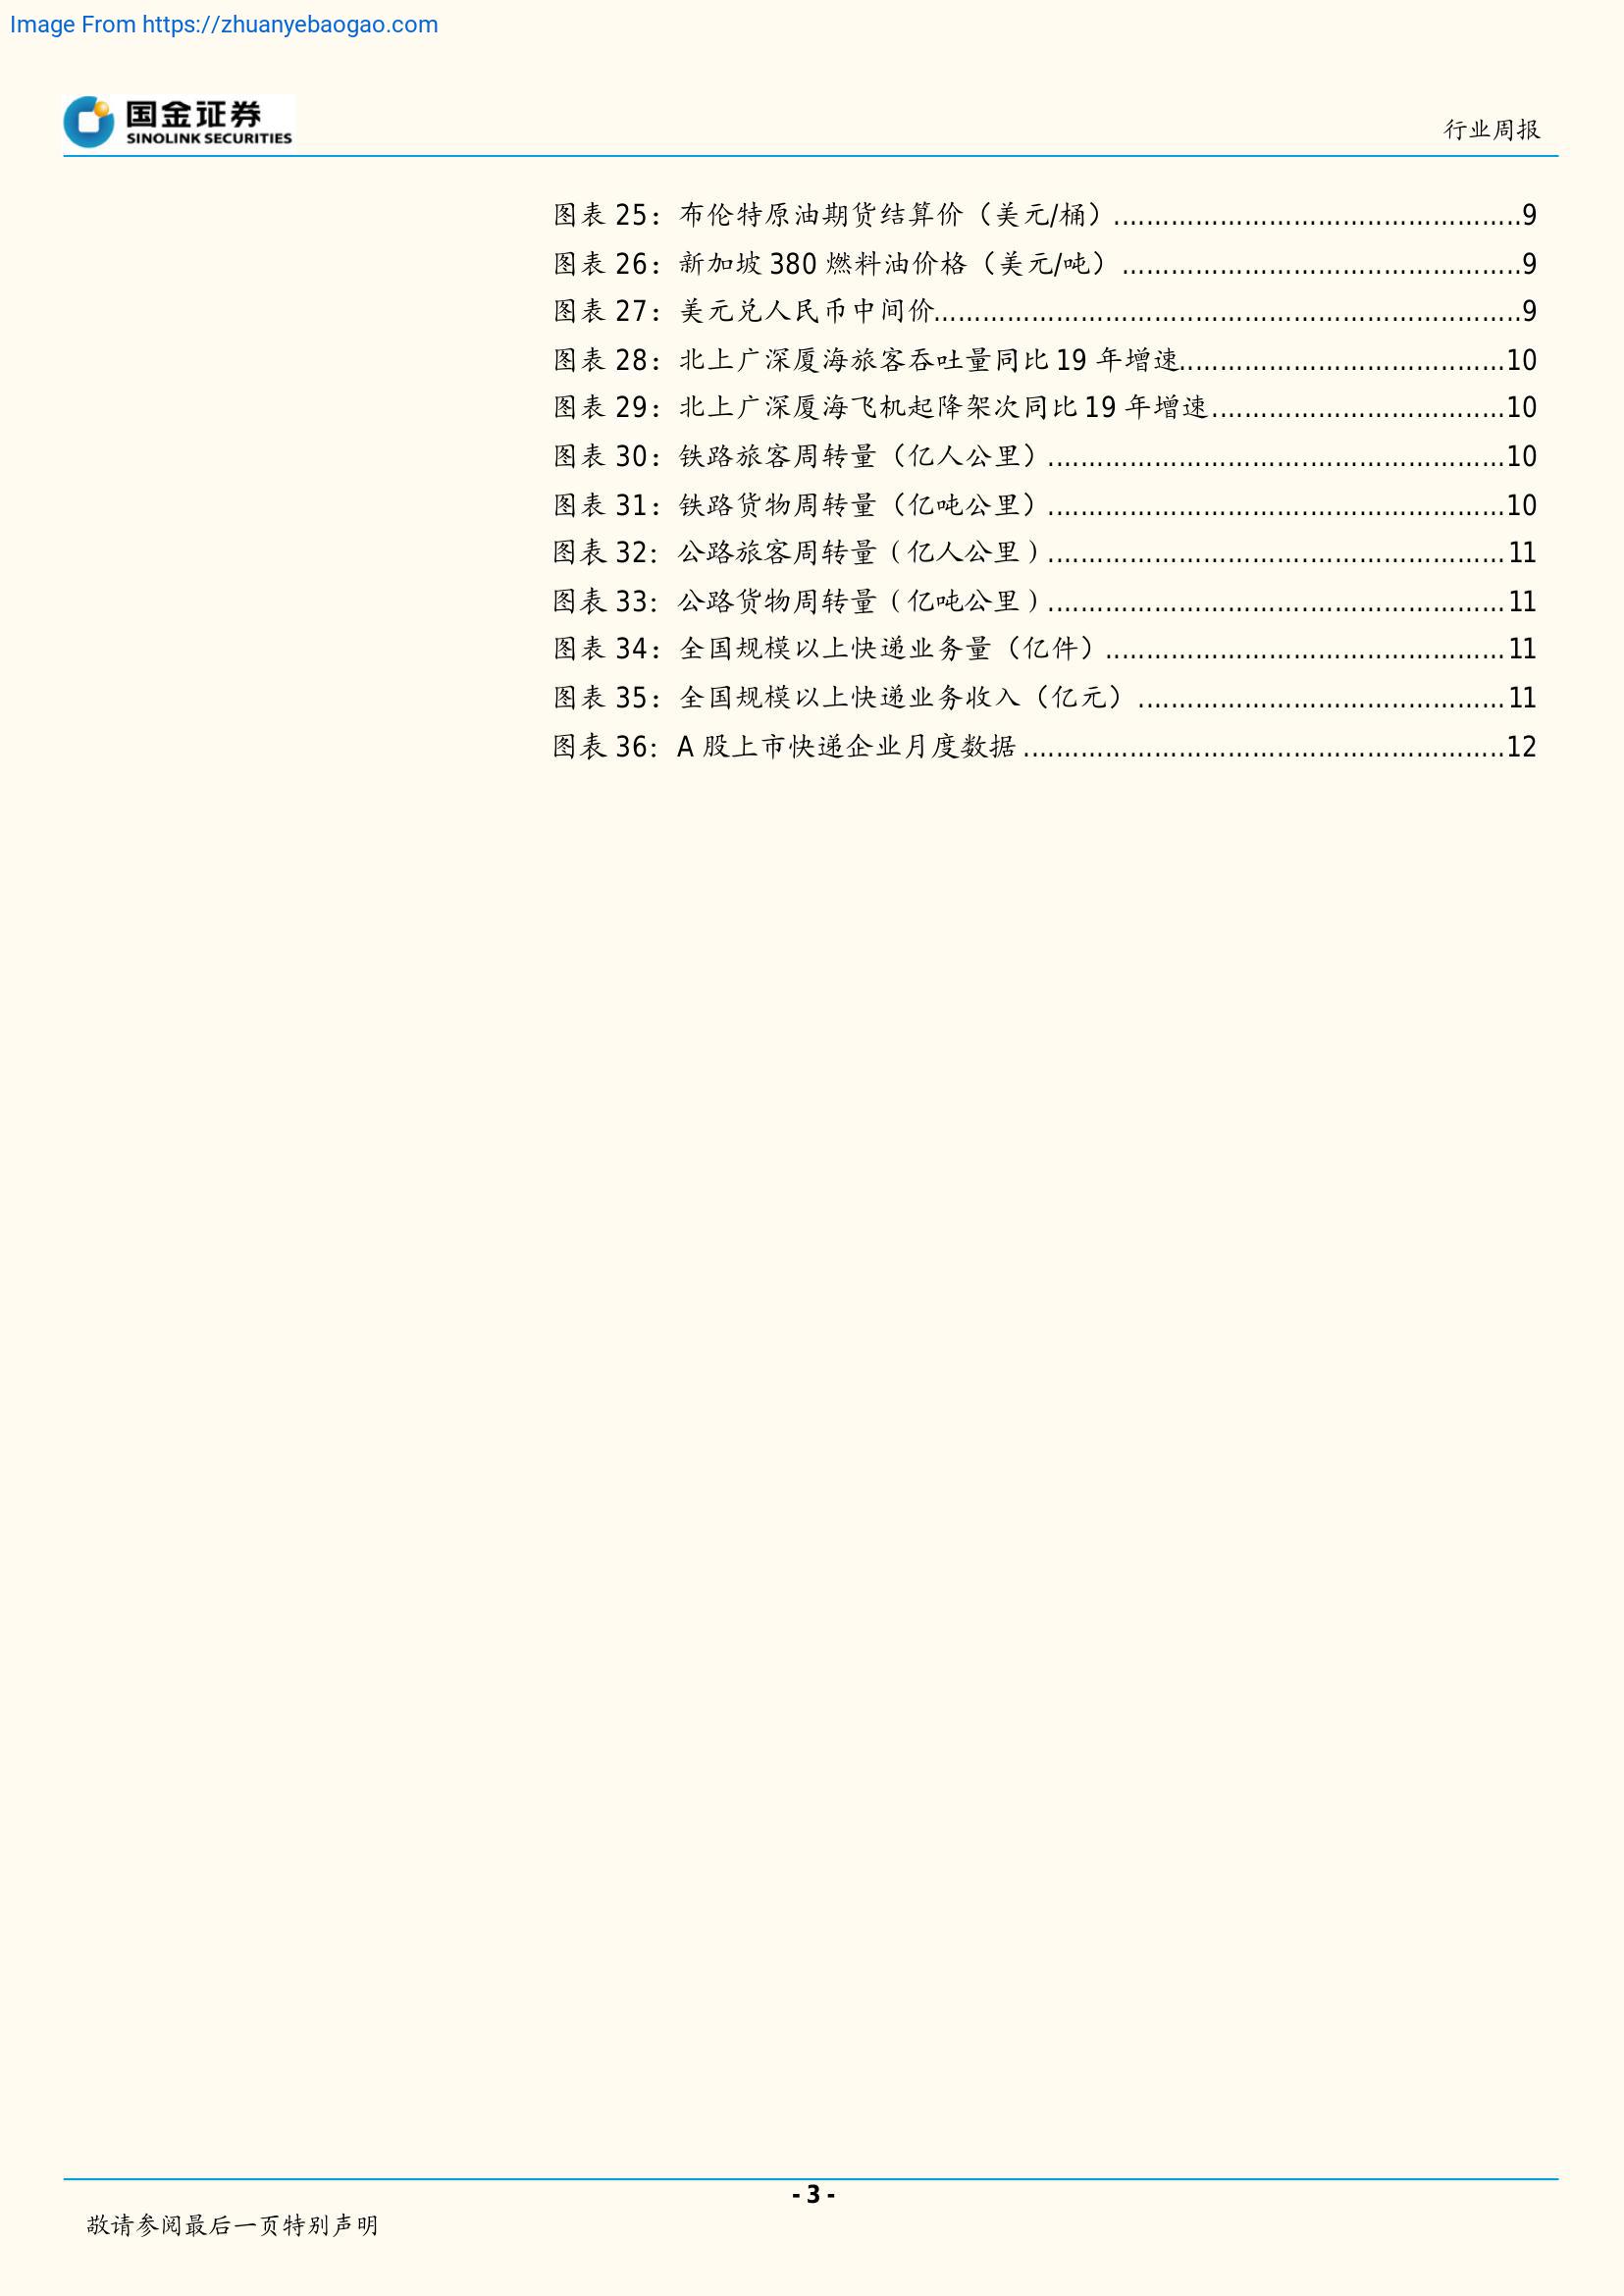 Image From https://zhuanyebaogao.com
国金证券
SINOLINK SECURITIES
行业周报
图表 25：布伦特原油期货结算价（美元/桶）..................................................9
图表 26：新加坡 380 燃料油价格（美元/吨）.................................................9
图表 27：美元兑人民币中间价........................................................................9
图表 28：北上广深厦海旅客吞吐量同比 19 年增速........................................10
图表 29：北上广深厦海飞机起降架次同比 19 年增速....................................10
图表 30：铁路旅客周转量（亿人公里）........................................................10
图表 31：铁路货物周转量（亿吨公里）........................................................10
图表 32：公路旅客周转量（亿人公里）........................................................11
图表 33：公路货物周转量（亿吨公里）........................................................11
图表 34：全国规模以上快递业务量（亿件）.................................................11
图表 35：全国规模以上快递业务收入（亿元）.............................................11
图表 36：A 股上市快递企业月度数据...........................................................12
- 3 -
敬请参阅最后一页特别声明